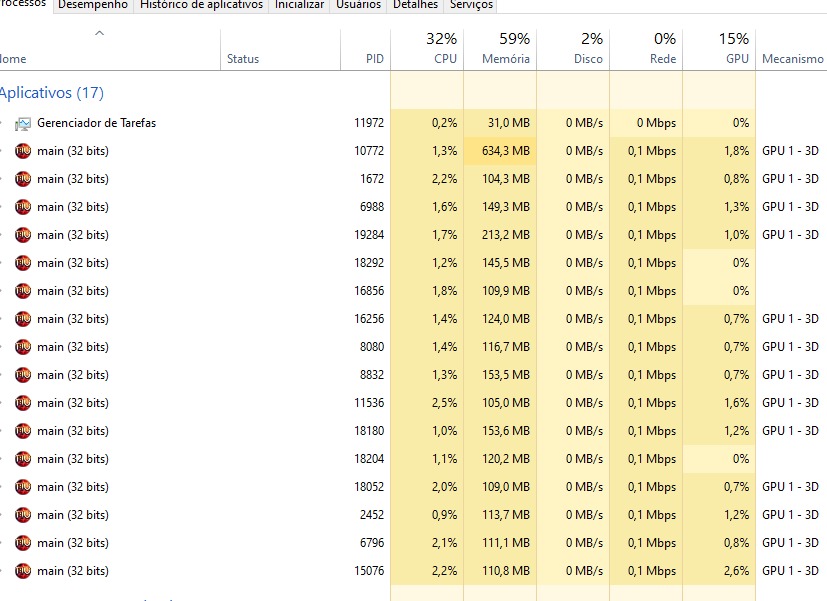 rocessos Desempenho Histórico de aplicativos Inicializar Usuários Detalhes Serviços
32% 59% 2% 0% 15%
ome Status PID CPU Memória Disco Rede GPU Mecanismo
Aplicativos (17)
Gerenciador de Tarefas 11972 0,2% 31,0 MB 0 MB/s 0 Mbps 0%
main (32 bits) 10772 1,3% 634,3 MB 0 MB/s 0,1 Mbps 1,8% GPU 1 - 3D
main (32 bits) 1672 2,2% 104,3 MB 0 MB/s 0,1 Mbps 0,8% GPU 1 - 3D
main (32 bits) 6988 1,6% 149,3 MB 0 MB/s 0,1 Mbps 1,3% GPU 1 - 3D
main (32 bits) 19284 1,7% 213,2 MB 0 MB/s 0,1 Mbps 1,0% GPU 1 - 3D
main (32 bits) 18292 1,2% 145,5 MB 0 MB/s 0,1 Mbps 0%
main (32 bits) 16856 1,8% 109,9 MB 0 MB/s 0,1 Mbps 0%
main (32 bits) 16256 1,4% 124,0 MB 0 MB/s 0,1 Mbps 0,7% GPU 1 - 3D
main (32 bits) 8080 1,4% 116,7 MB 0 MB/s 0,1 Mbps 0,7% GPU 1 - 3D
main (32 bits) 8832 1,3% 153,5 MB 0 MB/s 0,1 Mbps 0,7% GPU 1 - 3D
main (32 bits) 11536 2,5% 105,0 MB 0 MB/s 0,1 Mbps 1,6% GPU 1 - 3D
main (32 bits) 18180 1,0% 153,6 MB 0 MB/s 0,1 Mbps 1,2% GPU 1 - 3D
main (32 bits) 18204 1,1% 120,2 MB 0 MB/s 0,1 Mbps 0%
main (32 bits) 18052 2,0% 109,0 MB 0 MB/s 0,1 Mbps 0,7% GPU 1 - 3D
main (32 bits) 2452 0,9% 113,7 MB 0 MB/s 0,1 Mbps 1,2% GPU 1 - 3D
main (32 bits) 6796 2,1% 111,1 MB 0 MB/s 0,1 Mbps 0,8% GPU 1 - 3D
main (32 bits) 15076 2,2% 110,8 MB 0 MB/s 0,1 Mbps 2,6% GPU 1 - 3D